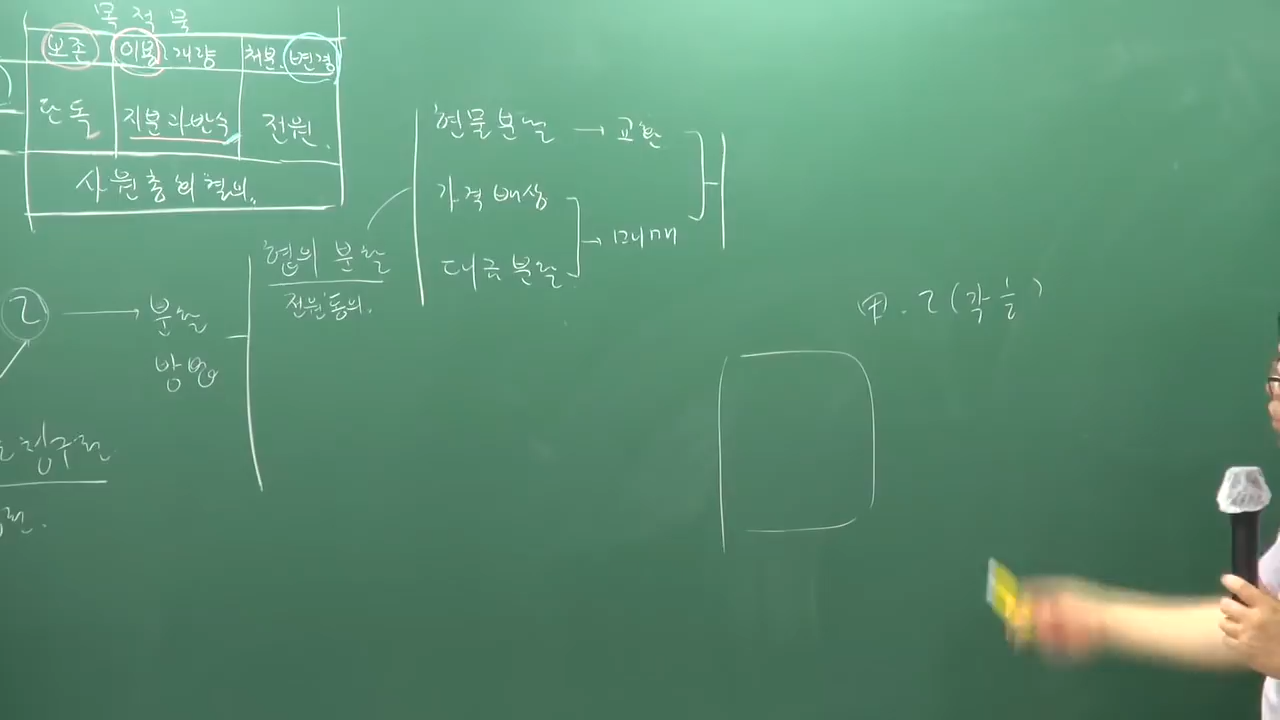 목적물
보존 이용.개량 처분.변경
단독 지분과반수 전원.
사원총회결의.
현물분할 → 교환
가격배상
대금분할 → 매매
협의 분할
전원동의.
乙 → 분할
방법
甲. 乙 (각 1/2)
청구권
권.